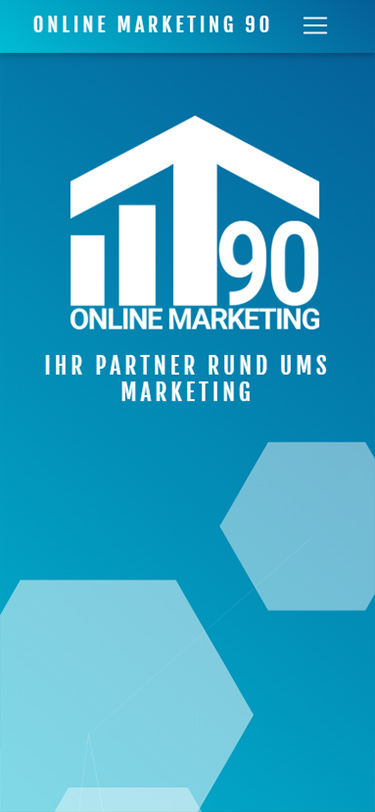 ONLINE MARKETING 90
90
ONLINE MARKETING
IHR PARTNER RUND UMS
MARKETING